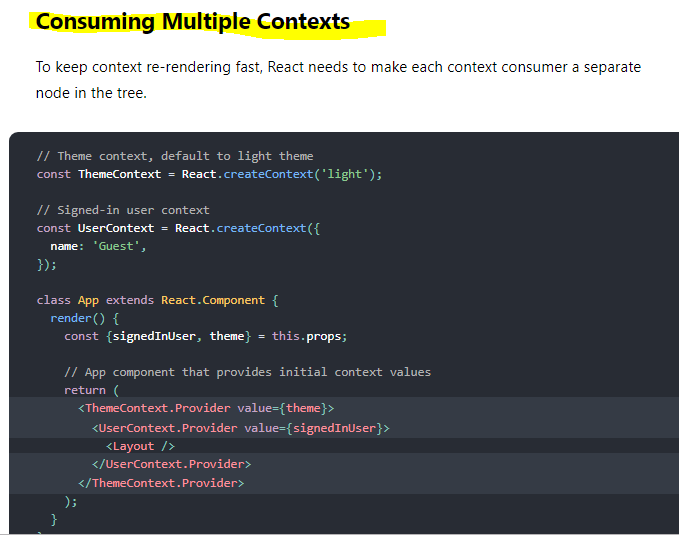 Consuming Multiple Contexts
To keep context re-rendering fast, React needs to make each context consumer a separate
node in the tree.
// Theme context, default to light theme
const ThemeContext = React.createContext('light');
// Signed-in user context
const UserContext = React.createContext({
  name: 'Guest',
});
class App extends React.Component {
  render() {
    const {signedInUser, theme} = this.props;
    // App component that provides initial context values
    return (
      <ThemeContext.Provider value={theme}>
        <UserContext.Provider value={signedInUser}>
          <Layout />
        </UserContext.Provider>
      </ThemeContext.Provider>
    );
  }